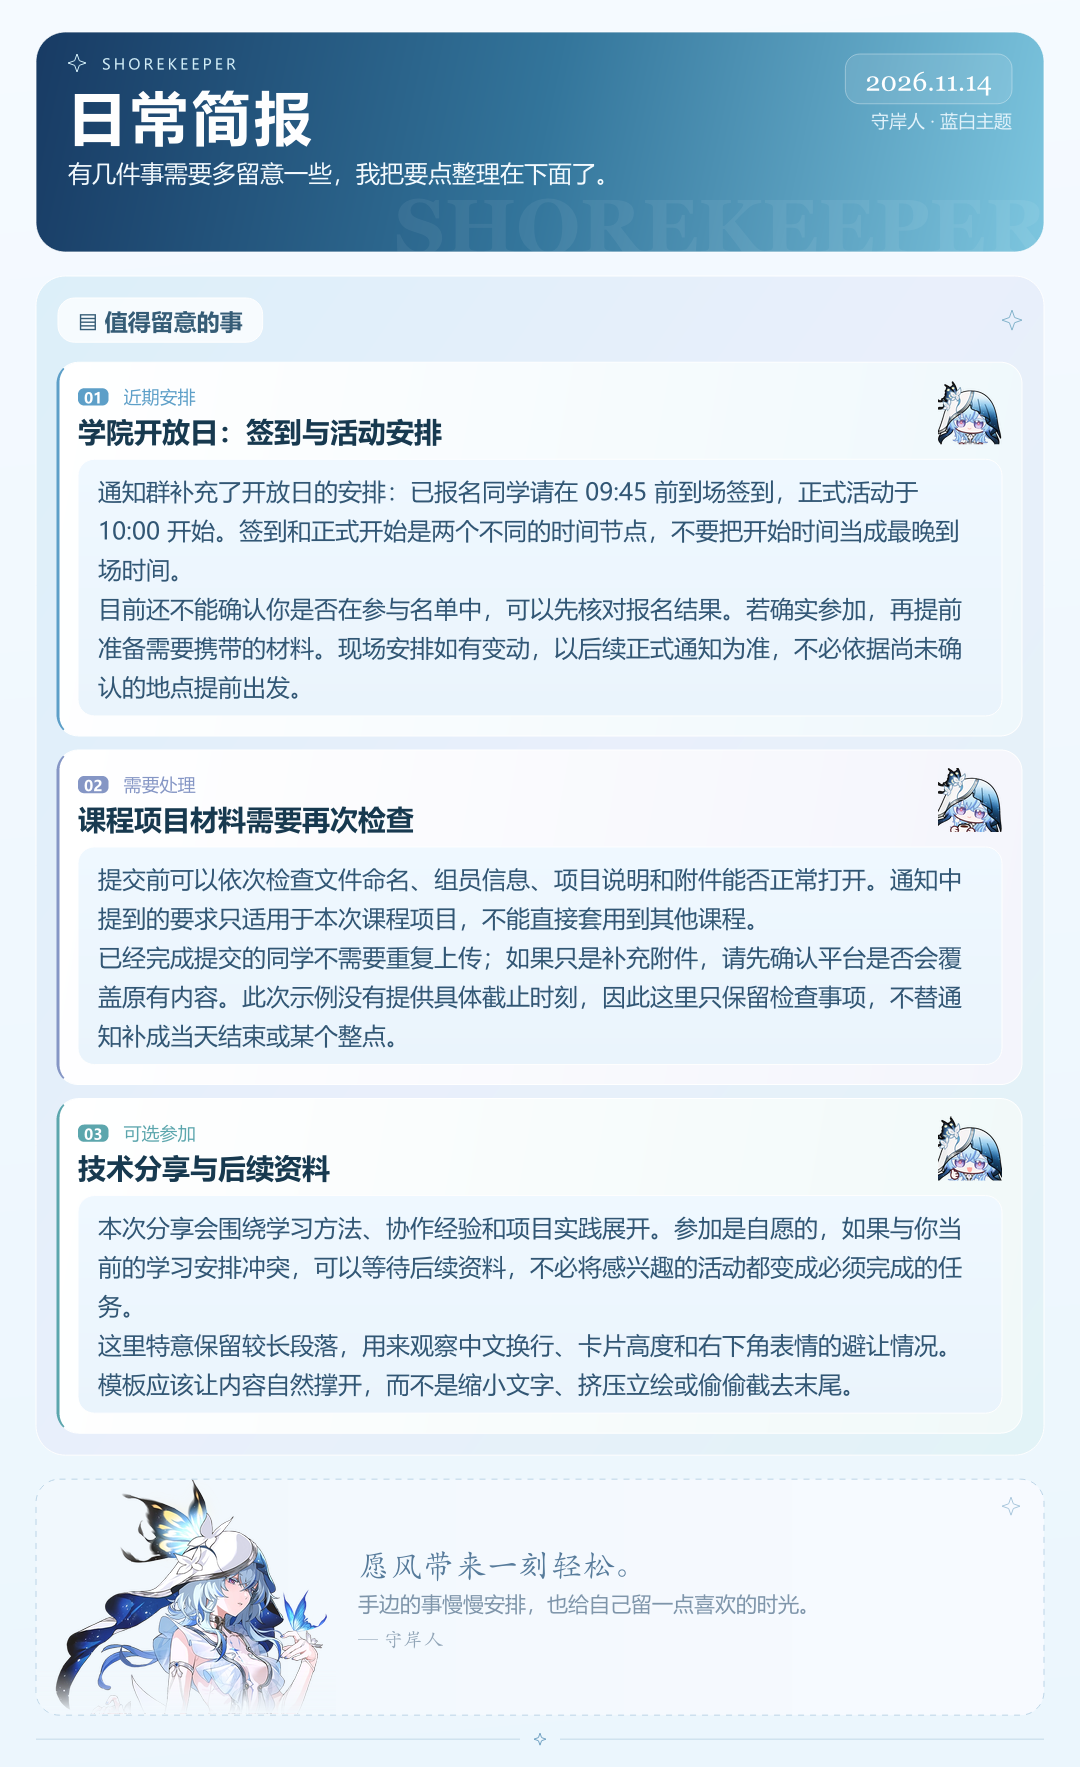 SHOREKEEPER
日常简报
有几件事需要多留意一些，我把要点整理在下面了。
2026.11.14
守岸人 · 蓝白主题
SHOREKEEPER
值得留意的事
01 近期安排
学院开放日：签到与活动安排
通知群补充了开放日的安排：已报名同学请在 09:45 前到场签到，正式活动于
10:00 开始。签到和正式开始是两个不同的时间节点，不要把开始时间当成最晚到
场时间。
目前还不能确认你是否在参与名单中，可以先核对报名结果。若确实参加，再提前
准备需要携带的材料。现场安排如有变动，以后续正式通知为准，不必依据尚未确
认的地点提前出发。
02 需要处理
课程项目材料需要再次检查
提交前可以依次检查文件命名、组员信息、项目说明和附件能否正常打开。通知中
提到的要求只适用于本次课程项目，不能直接套用到其他课程。
已经完成提交的同学不需要重复上传；如果只是补充附件，请先确认平台是否会覆
盖原有内容。此次示例没有提供具体截止时刻，因此这里只保留检查事项，不替通
知补成当天结束或某个整点。
03 可选参加
技术分享与后续资料
本次分享会围绕学习方法、协作经验和项目实践展开。参加是自愿的，如果与你当
前的学习安排冲突，可以等待后续资料，不必将感兴趣的活动都变成必须完成的任
务。
这里特意保留较长段落，用来观察中文换行、卡片高度和右下角表情的避让情况。
模板应该让内容自然撑开，而不是缩小文字、挤压立绘或偷偷截去末尾。
愿风带来一刻轻松。
手边的事慢慢安排，也给自己留一点喜欢的时光。
— 守岸人